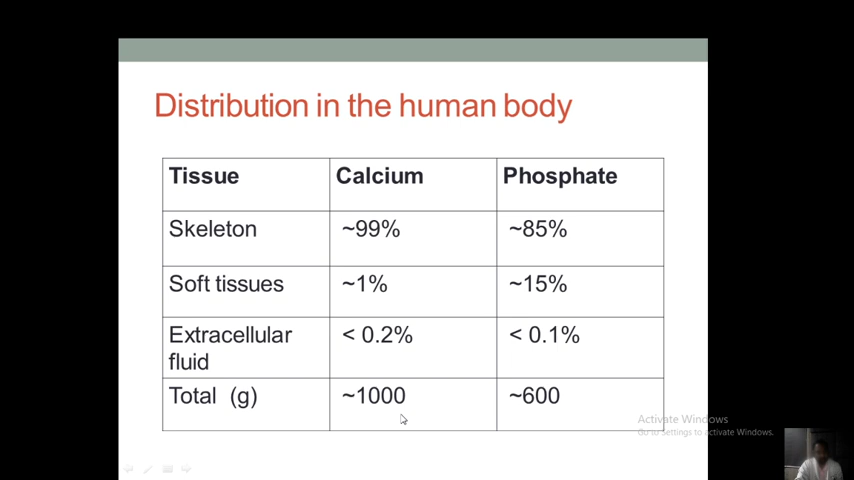 Distribution in the human body
Tissue Calcium Phosphate
Skeleton ~99% ~85%
Soft tissues ~1% ~15%
Extracellular fluid < 0.2% < 0.1%
Total (g) ~1000 ~600
Activate Windows
Go to Settings to activate Windows.